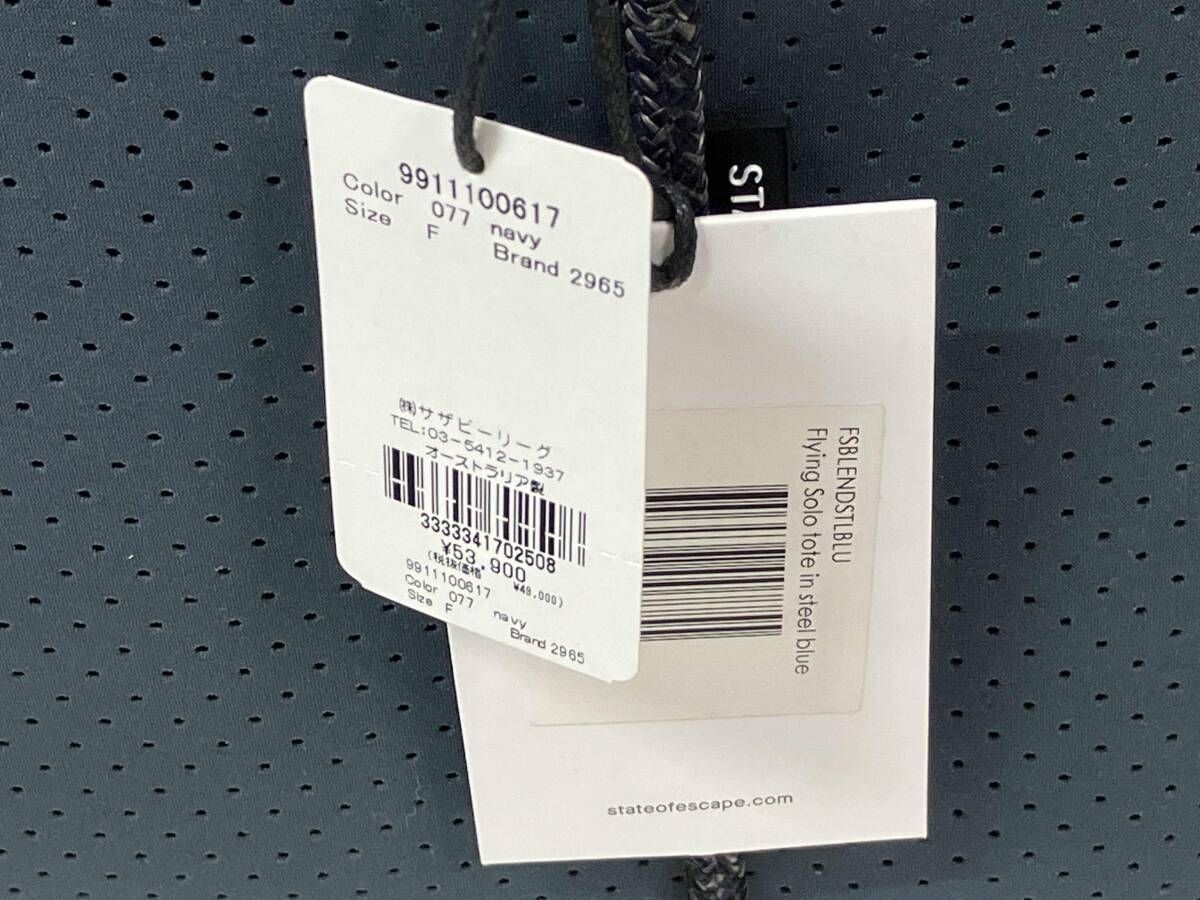 9911100617
Color 077 navy
Size F Brand 2965
㈱サザビーリーグ
TEL:03-5412-1937
オーストラリア製
3333341702508
¥53,900
(税抜価格 ¥49,000)
9911100617
Color 077 navy
Size F Brand 2965
STA
FSBLENDSTLBLU
Flying Solo tote in steel blue
stateofescape.com